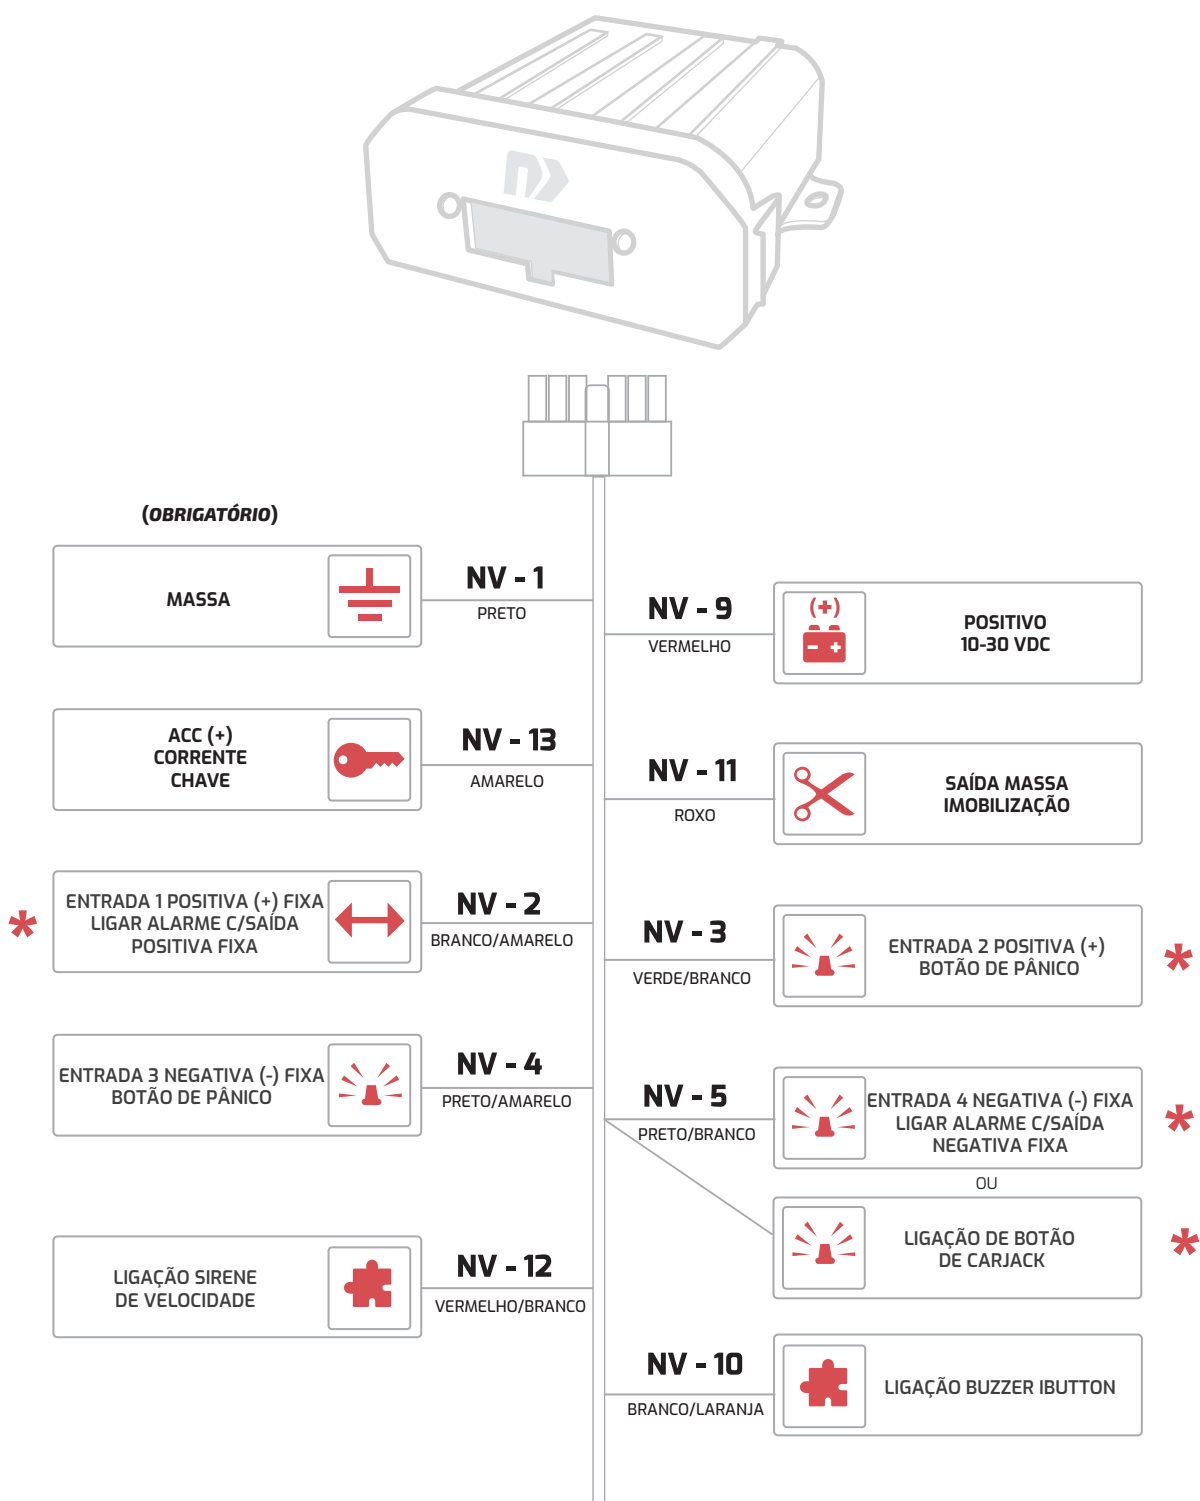 (OBRIGATÓRIO)
MASSA
NV - 1
PRETO
NV - 9
VERMELHO
(+)
POSITIVO
10-30 VDC
ACC (+)
CORRENTE
CHAVE
NV - 13
AMARELO
NV - 11
ROXO
SAÍDA MASSA
IMOBILIZAÇÃO
*
ENTRADA 1 POSITIVA (+) FIXA
LIGAR ALARME C/SAÍDA
POSITIVA FIXA
NV - 2
BRANCO/AMARELO
NV - 3
VERDE/BRANCO
ENTRADA 2 POSITIVA (+)
BOTÃO DE PÂNICO
*
ENTRADA 3 NEGATIVA (-) FIXA
BOTÃO DE PÂNICO
NV - 4
PRETO/AMARELO
NV - 5
PRETO/BRANCO
ENTRADA 4 NEGATIVA (-) FIXA
LIGAR ALARME C/SAÍDA
NEGATIVA FIXA
*
OU
LIGAÇÃO DE BOTÃO
DE CARJACK
*
LIGAÇÃO SIRENE
DE VELOCIDADE
NV - 12
VERMELHO/BRANCO
NV - 10
BRANCO/LARANJA
LIGAÇÃO BUZZER IBUTTON